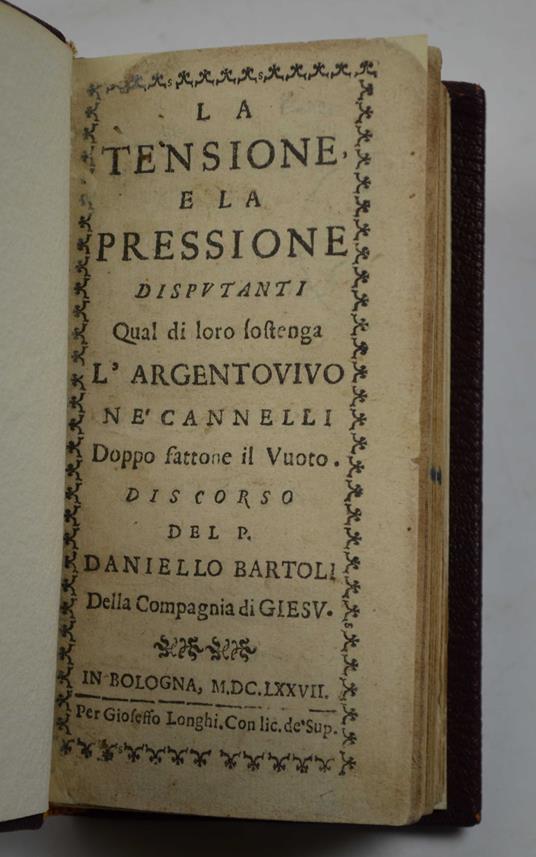 LA
TENSIONE,
E LA
PRESSIONE
DISPVTANTI
Qual di loro ſoſtenga
L' ARGENTOVIVO
NE' CANNELLI
Doppo fattone il Vuoto.
DISCORSO
DEL P.
DANIELLO BARTOLI
Della Compagnia di GIESV.
IN BOLOGNA, M.DC.LXXVII.
Per Gioſeffo Longhi. Con lic. de' Sup.